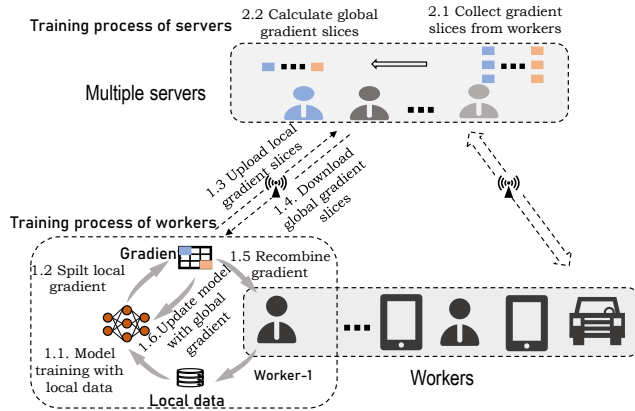 Training process of servers
2.2 Calculate global
gradient slices
2.1 Collect gradient
slices from workers
Multiple servers
1.3 Upload local
gradient slices
1.4. Download
global gradient
slices
Training process of workers
Gradien
1.5 Recombine
gradient
1.2 Spilt local
gradient
1.6.Update model
with global
gradient
1.1. Model
training with
local data
Worker-1
Local data
Workers